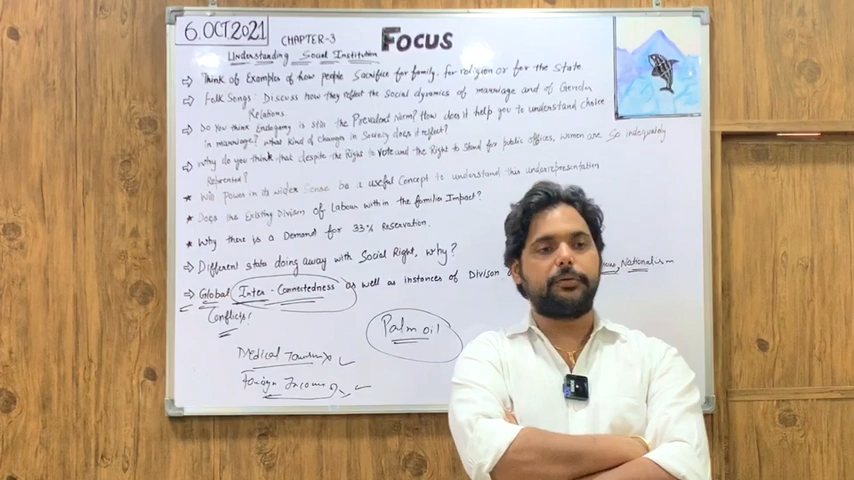 6.OCT.2021
CHAPTER-3
FOCUS
Understanding Social Institution
⇒ Think of Examples of how people Sacrifice for family, for religion or for the State.
⇒ Folk Songs: Discuss how they reflect the Social dynamics of marriage and of Gender
Relations.
⇒ Do you think Endogamy is still the Prevalent Norm? How does it help you to understand choice
in marriage? What kind of changes in Society does it reflect?
⇒ Why do you think that despite the Right to vote and the Right to Stand for public offices, women are so inadequately
Represented?
* Will Power in its wider Sense be a useful Concept to understand this underrepresentation
* Does the Existing Division of Labour within the families Impact?
* Why there is a Demand for 33% Reservation.
⇒ Different stats doing away with Social Right, why?
⇒ Global Inter-Connectedness as well as instances of Divison Nationalism
Conflicts!
Palm oil
Medical Tourism
Foreign Income